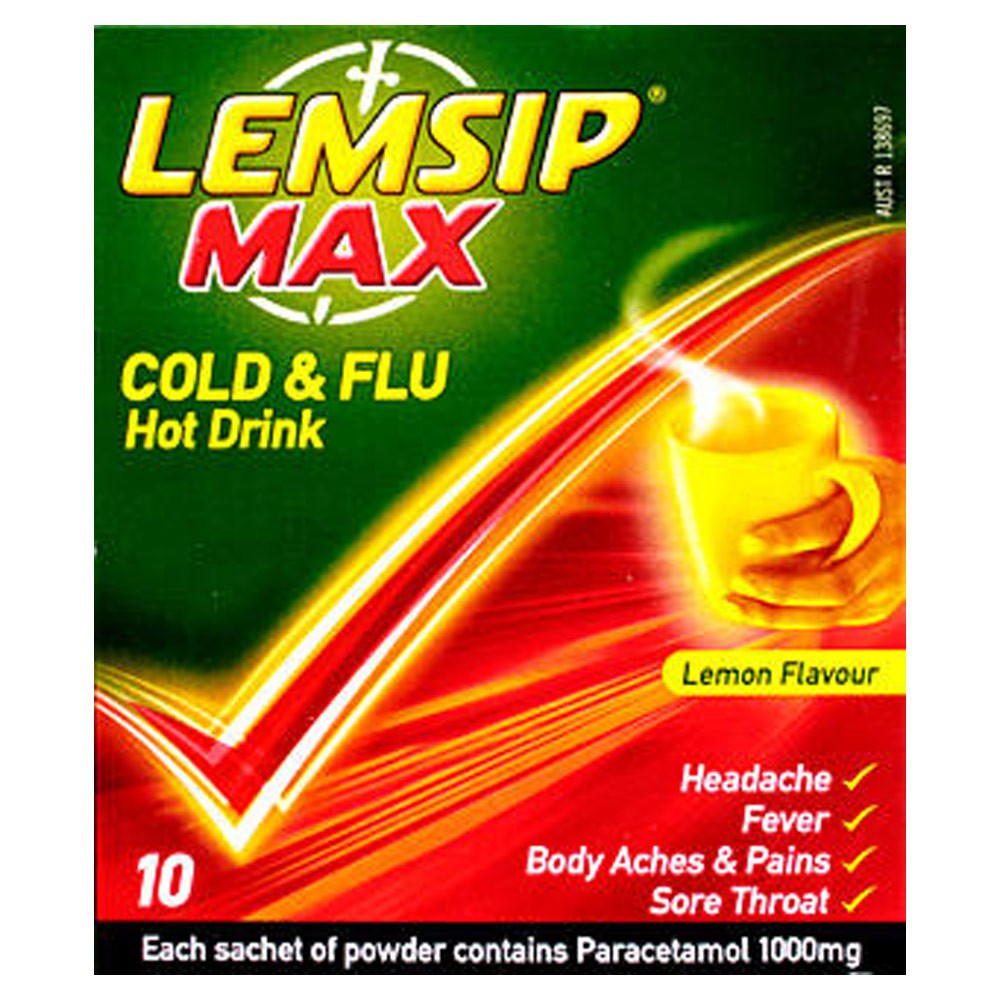 LEMSIP®
MAX
COLD & FLU
Hot Drink
AUST R 138697
Lemon Flavour
Headache ✓
Fever ✓
Body Aches & Pains ✓
Sore Throat ✓
10
Each sachet of powder contains Paracetamol 1000mg